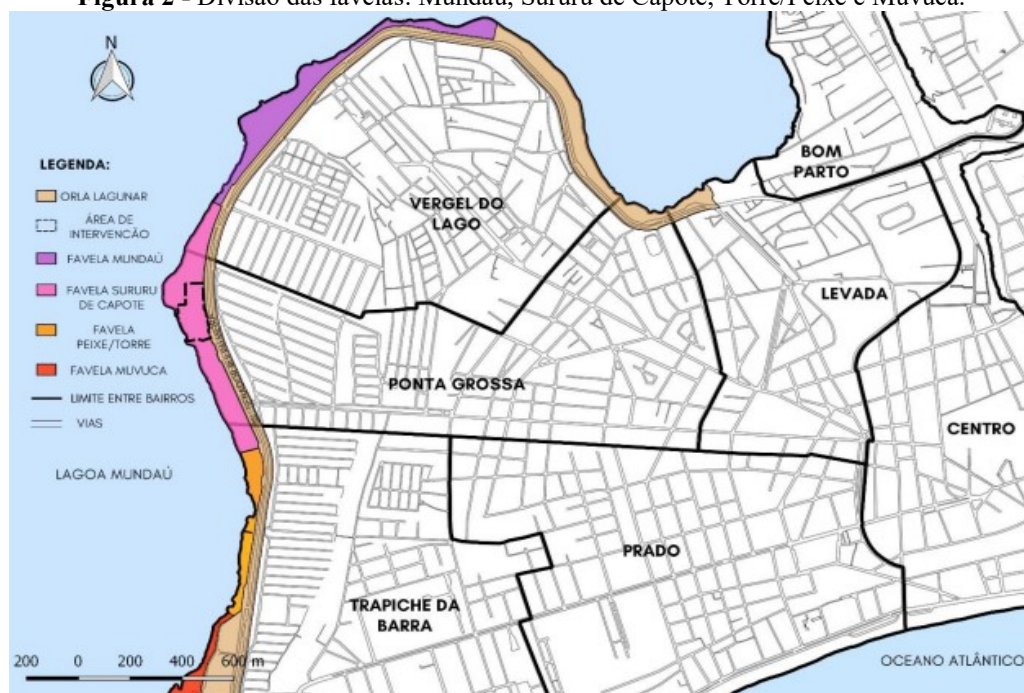 Figura 2 - Divisão das favelas: Mundaú, Sururu de Capote, Torre/Peixe e Muvuca.
N
LEGENDA:
ORLA LAGUNAR
ÁREA DE
INTERVENCÃO
FAVELA MUNDAÚ
FAVELA SURURU
DE CAPOTE
FAVELA
PEIXE/TORRE
FAVELA MUVUCA
LIMITE ENTRE BAIRROS
VIAS
LAGOA MUNDAÚ
BOM
PARTO
VERGEL DO
LAGO
LEVADA
PONTA GROSSA
CENTRO
PRADO
TRAPICHE DA
BARRA
200 0 200 400 600 m
OCEANO ATLÂNTICO